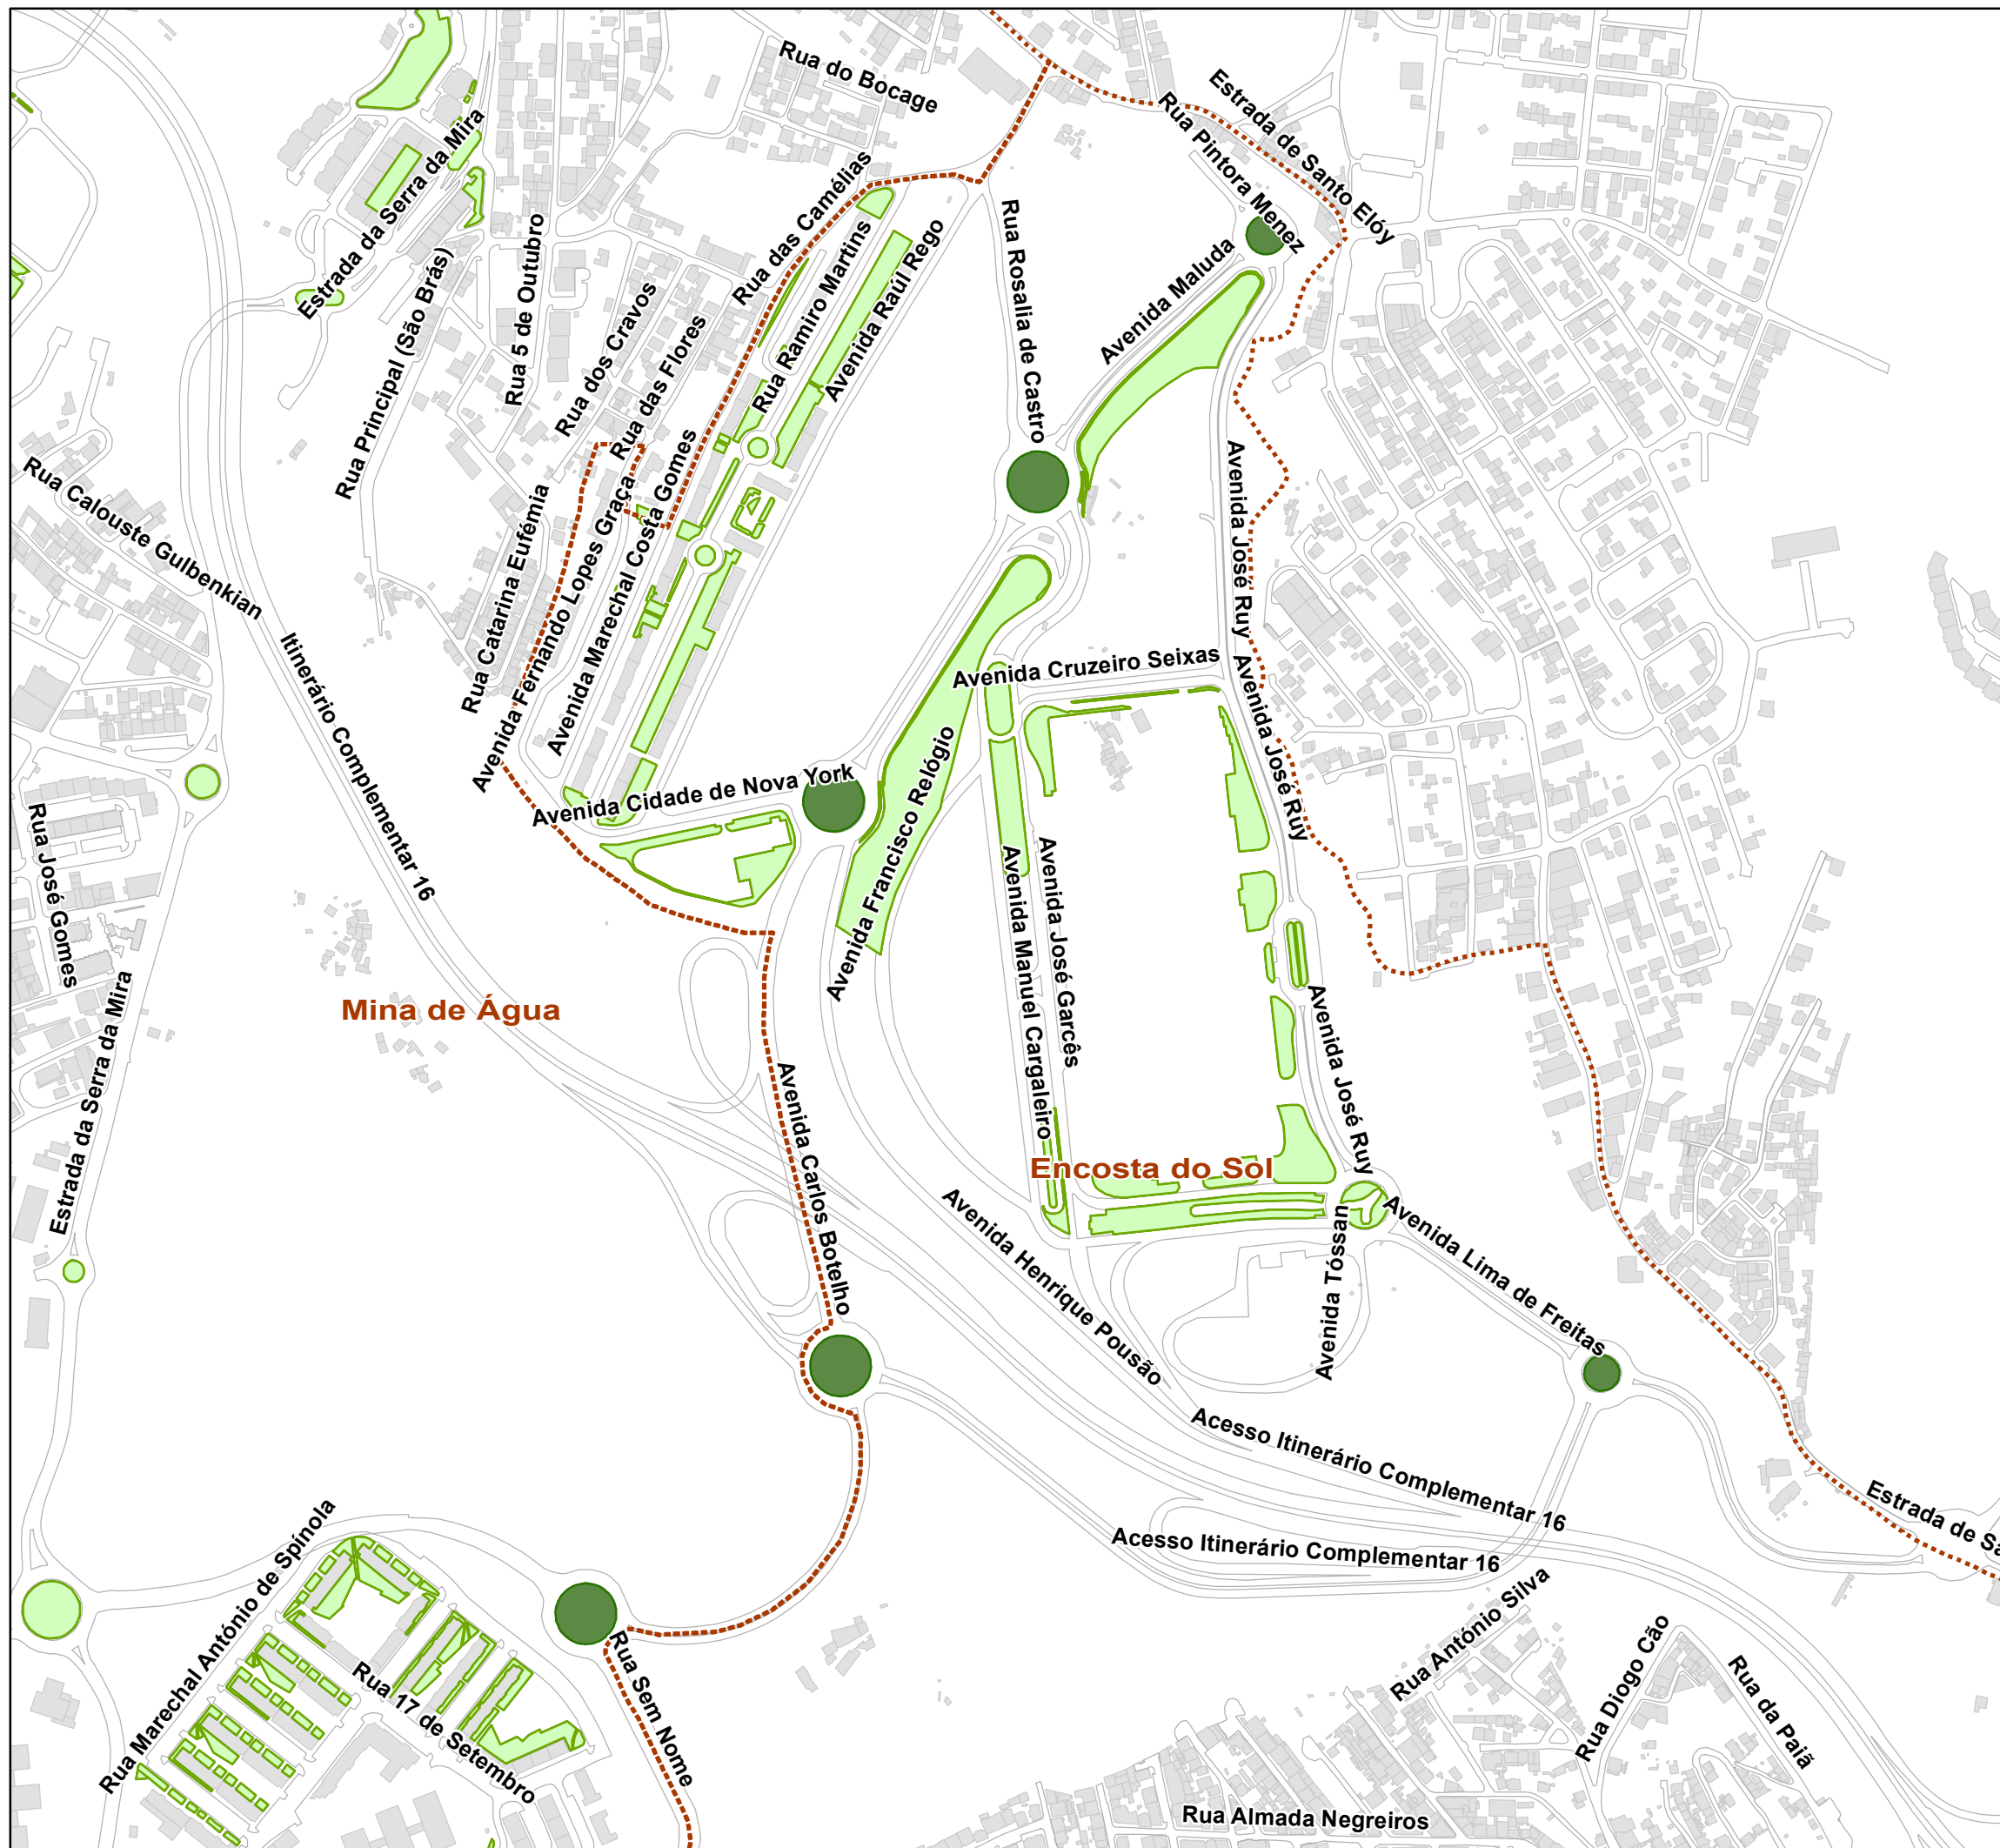 Rua do Bocage
Estrada de Santo Elóy
Rua Pintora Menez
Estrada da Serra da Mira
Rua das Camélias
Rua Ramiro Martins
Avenida Raúl Rego
Rua Rosalia de Castro
Avenida Maluda
Rua Principal (São Brás)
Rua 5 de Outubro
Rua dos Cravos
Rua das Flores
Rua Calouste Gulbenkian
Rua Catarina Eufémia
Avenida Fernando Lopes Graça
Avenida Marechal Costa Gomes
Avenida José Ruy
Avenida Cruzeiro Seixas
Avenida José Ruy
Itinerário Complementar 16
Avenida Cidade de Nova York
Avenida Francisco Relógio
Rua José Gomes
Avenida Manuel Cargaleiro
Avenida José Garcês
Mina de Água
Estrada da Serra da Mira
Avenida José Ruy
Avenida Carlos Botelho
Encosta do Sol
Avenida Henrique Pousão
Avenida Tóssan
Avenida Lima de Freitas
Acesso Itinerário Complementar 16
Acesso Itinerário Complementar 16
Estrada de Sa
Rua Marechal António de Spínola
Rua 17 de Setembro
Rua Sem Nome
Rua António Silva
Rua Diogo Cão
Rua da Paiã
Rua Almada Negreiros